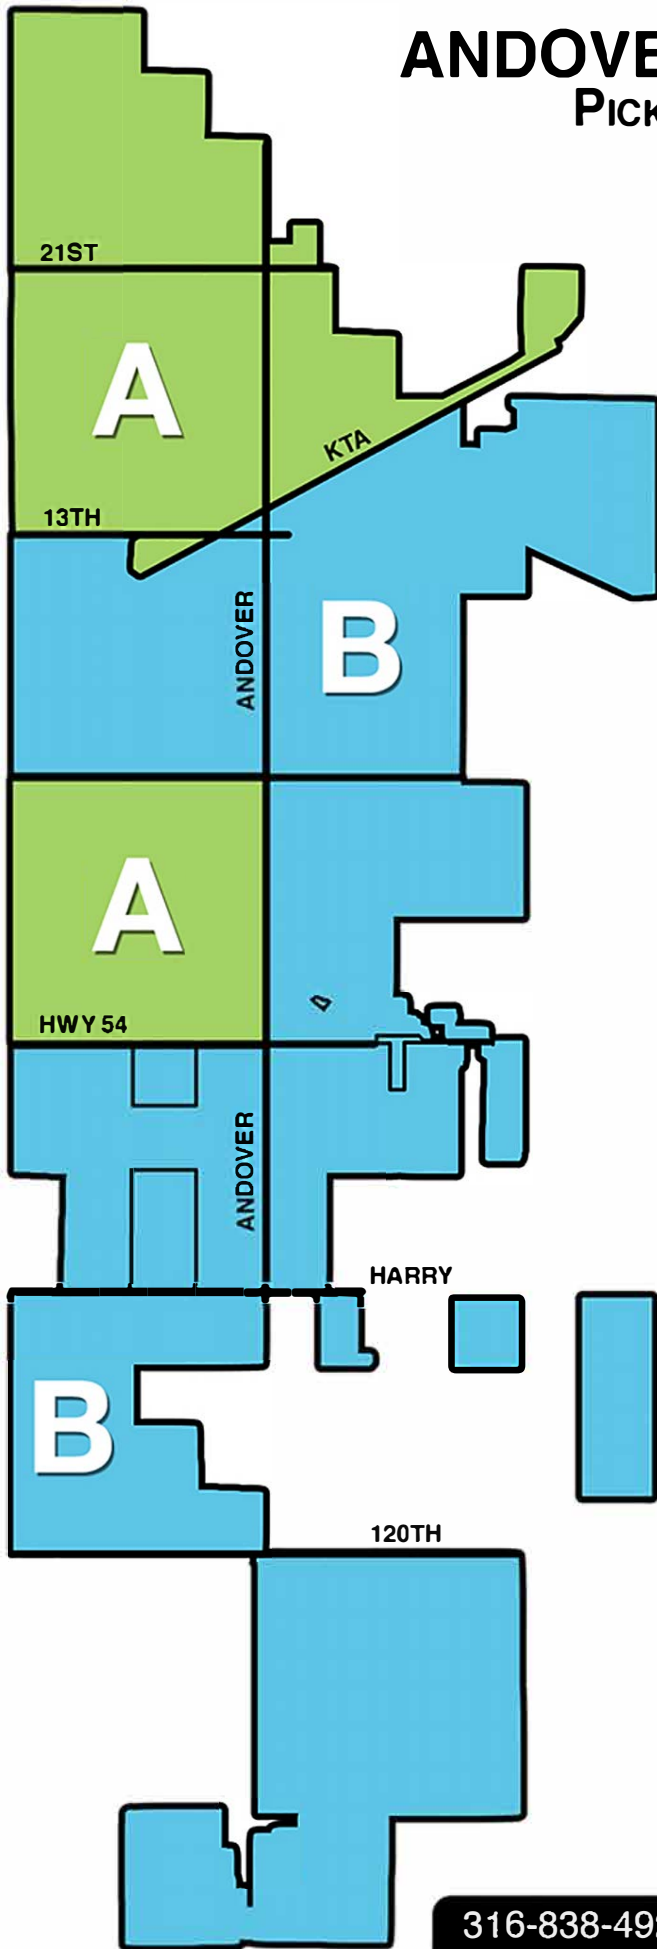 ANDOVE
PICK
21ST
A
KTA
13TH
ANDOVER
B
A
HWY 54
ANDOVER
HARRY
B
120TH
316-838-49